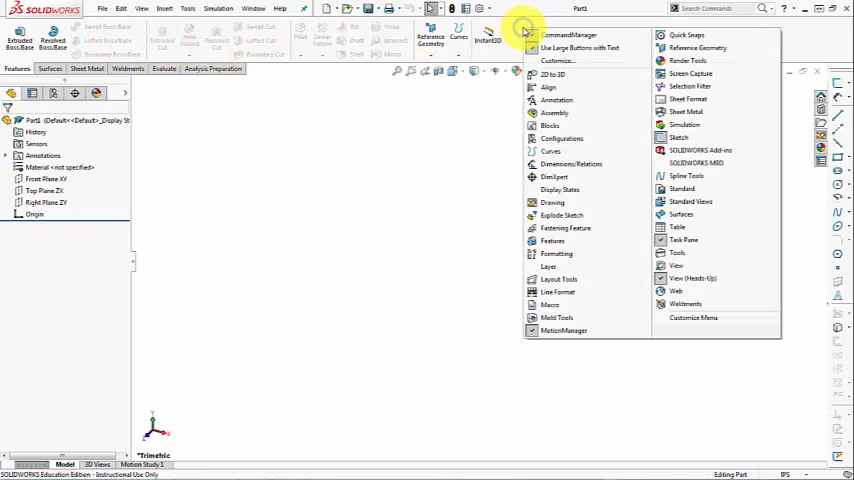 SOLIDWORKS File Edit View Insert Tools Simulation Window Help Part1 Search Commands
Extruded Boss/Base
Revolved Boss/Base
Swept Boss/Base
Lofted Boss/Base
Boundary Boss/Base
Extruded Cut
Hole Wizard
Revolved Cut
Swept Cut
Lofted Cut
Boundary Cut
Fillet
Linear Pattern
Rib
Draft
Shell
Wrap
Intersect
Mirror
Reference Geometry
Curves
Instant3D
Features Surfaces Sheet Metal Weldments Evaluate Analysis Preparation
Part1 (Default<<Default>_Display St
History
Sensors
Annotations
Material <not specified>
Front Plane XY
Top Plane ZX
Right Plane ZY
Origin
CommandManager
Use Large Buttons with Text
Customize...
2D to 3D
Align
Annotation
Assembly
Blocks
Configurations
Curves
Dimensions/Relations
DimXpert
Display States
Drawing
Explode Sketch
Fastening Feature
Features
Formatting
Layer
Layout Tools
Line Format
Macro
Mold Tools
MotionManager
Quick Snaps
Reference Geometry
Render Tools
Screen Capture
Selection Filter
Sheet Format
Sheet Metal
Simulation
Sketch
SOLIDWORKS Add-ins
SOLIDWORKS MBD
Spline Tools
Standard
Standard Views
Surfaces
Table
Task Pane
Tools
View
View (Heads-Up)
Web
Weldments
Customize Menu
Y
X
Z
*Trimetric
Model 3D Views Motion Study 1
SOLIDWORKS Education Edition - Instructional Use Only Editing Part IPS